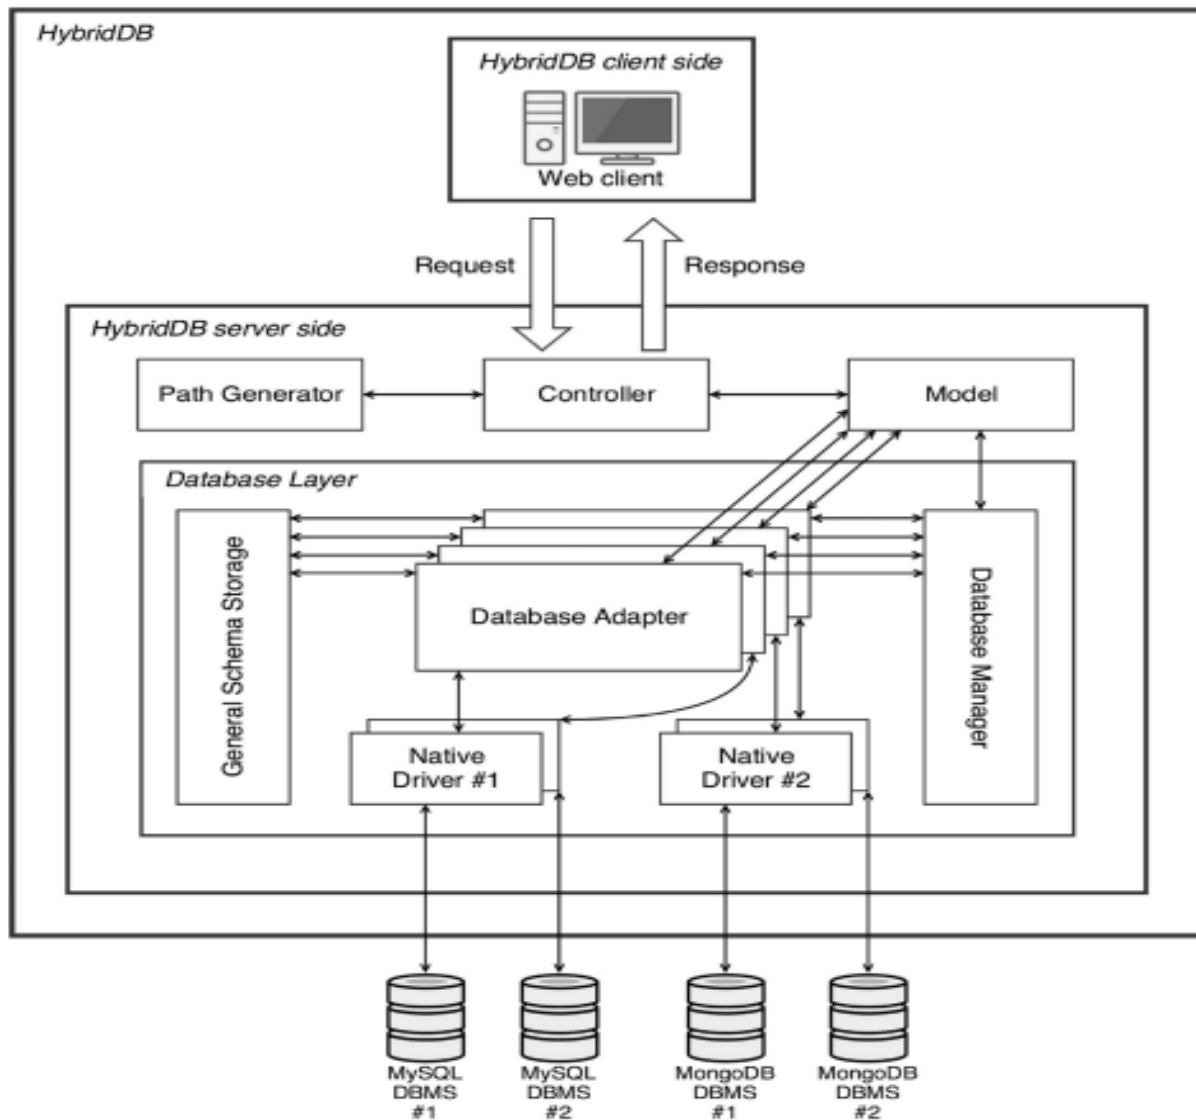 HybridDB
HybridDB client side
Web client
Request
Response
HybridDB server side
Path Generator
Controller
Model
Database Layer
General Schema Storage
Database Adapter
Database Manager
Native
Driver #1
Native
Driver #2
MySQL
DBMS
#1
MySQL
DBMS
#2
MongoDB
DBMS
#1
MongoDB
DBMS
#2